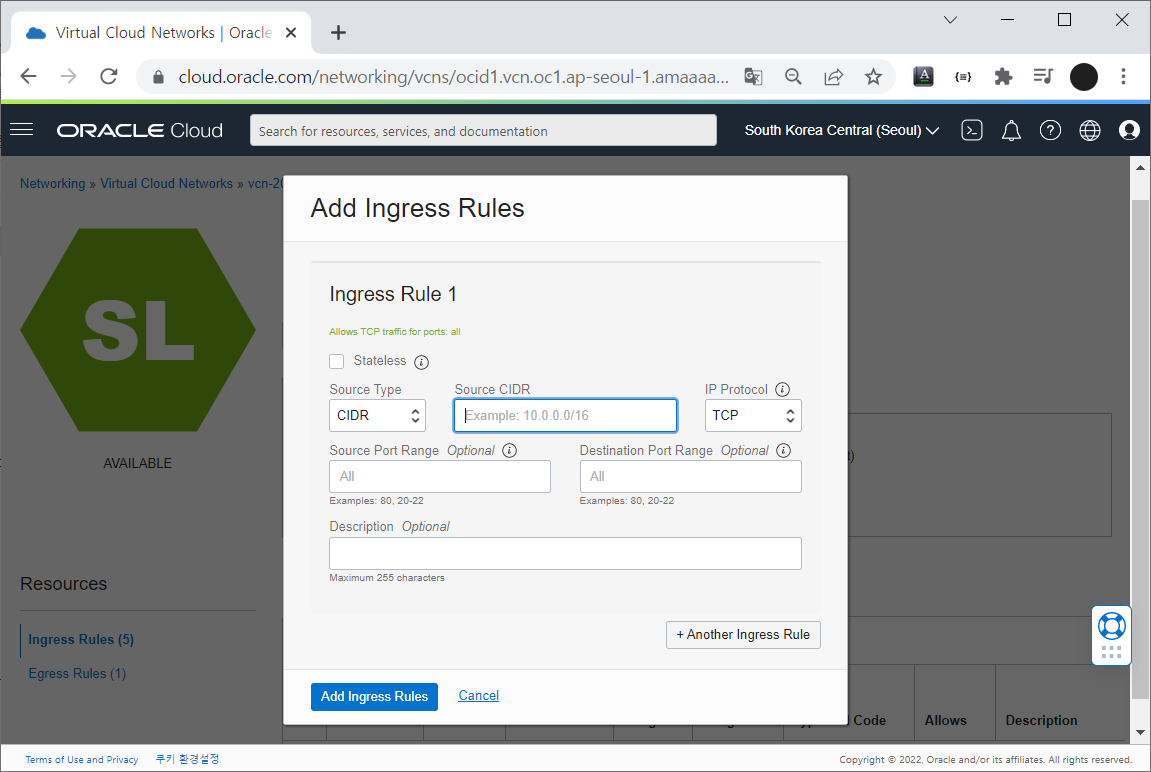 Virtual Cloud Networks | Oracle
cloud.oracle.com/networking/vcns/ocid1.vcn.oc1.ap-seoul-1.amaaaa...
ORACLE Cloud
Search for resources, services, and documentation
South Korea Central (Seoul)
Networking » Virtual Cloud Networks » vcn-20
SL
AVAILABLE
Add Ingress Rules
Ingress Rule 1
Allows TCP traffic for ports: all
Stateless
Source Type Source CIDR IP Protocol
CIDR Example: 10.0.0.0/16 TCP
Source Port Range Optional Destination Port Range Optional
All All
Examples: 80, 20-22 Examples: 80, 20-22
Description Optional
Maximum 255 characters
+ Another Ingress Rule
Add Ingress Rules Cancel
Resources
Ingress Rules (5)
Egress Rules (1)
Code Allows Description
Terms of Use and Privacy 쿠키 환경설정 Copyright © 2022, Oracle and/or its affiliates. All rights reserved.